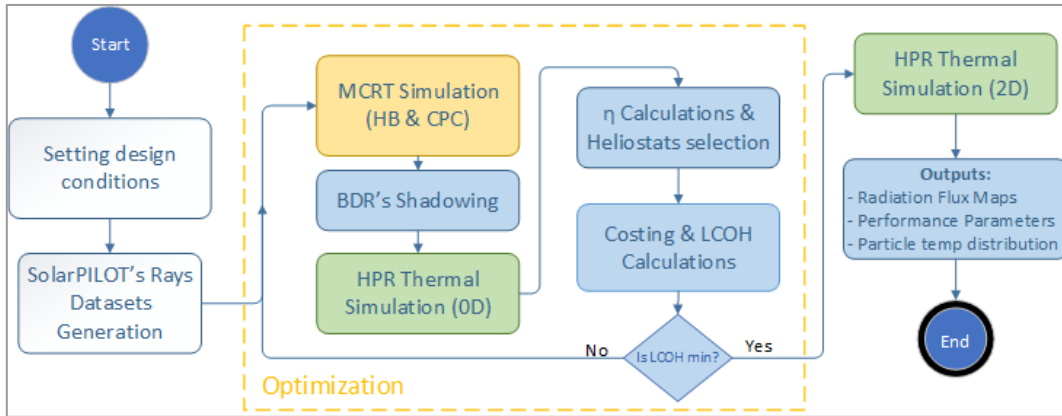 Start
Setting design
conditions
SolarPILOT's Rays
Datasets
Generation
MCRT Simulation
(HB & CPC)
BDR's Shadowing
HPR Thermal
Simulation (0D)
η Calculations &
Heliostats selection
Costing & LCOH
Calculations
Is LCOH min?
No
Yes
Optimization
HPR Thermal
Simulation (2D)
Outputs:
- Radiation Flux Maps
- Performance Parameters
- Particle temp distribution
End